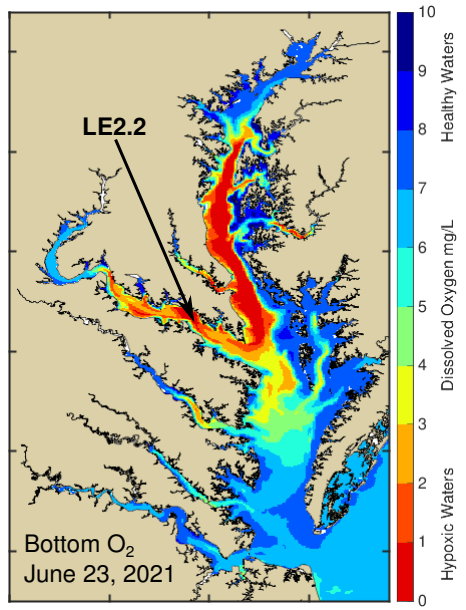 LE2.2
Bottom O₂
June 23, 2021
10
9
8
7
6
5
4
3
2
1
0
Healthy Waters
Dissolved Oxygen mg/L
Hypoxic Waters